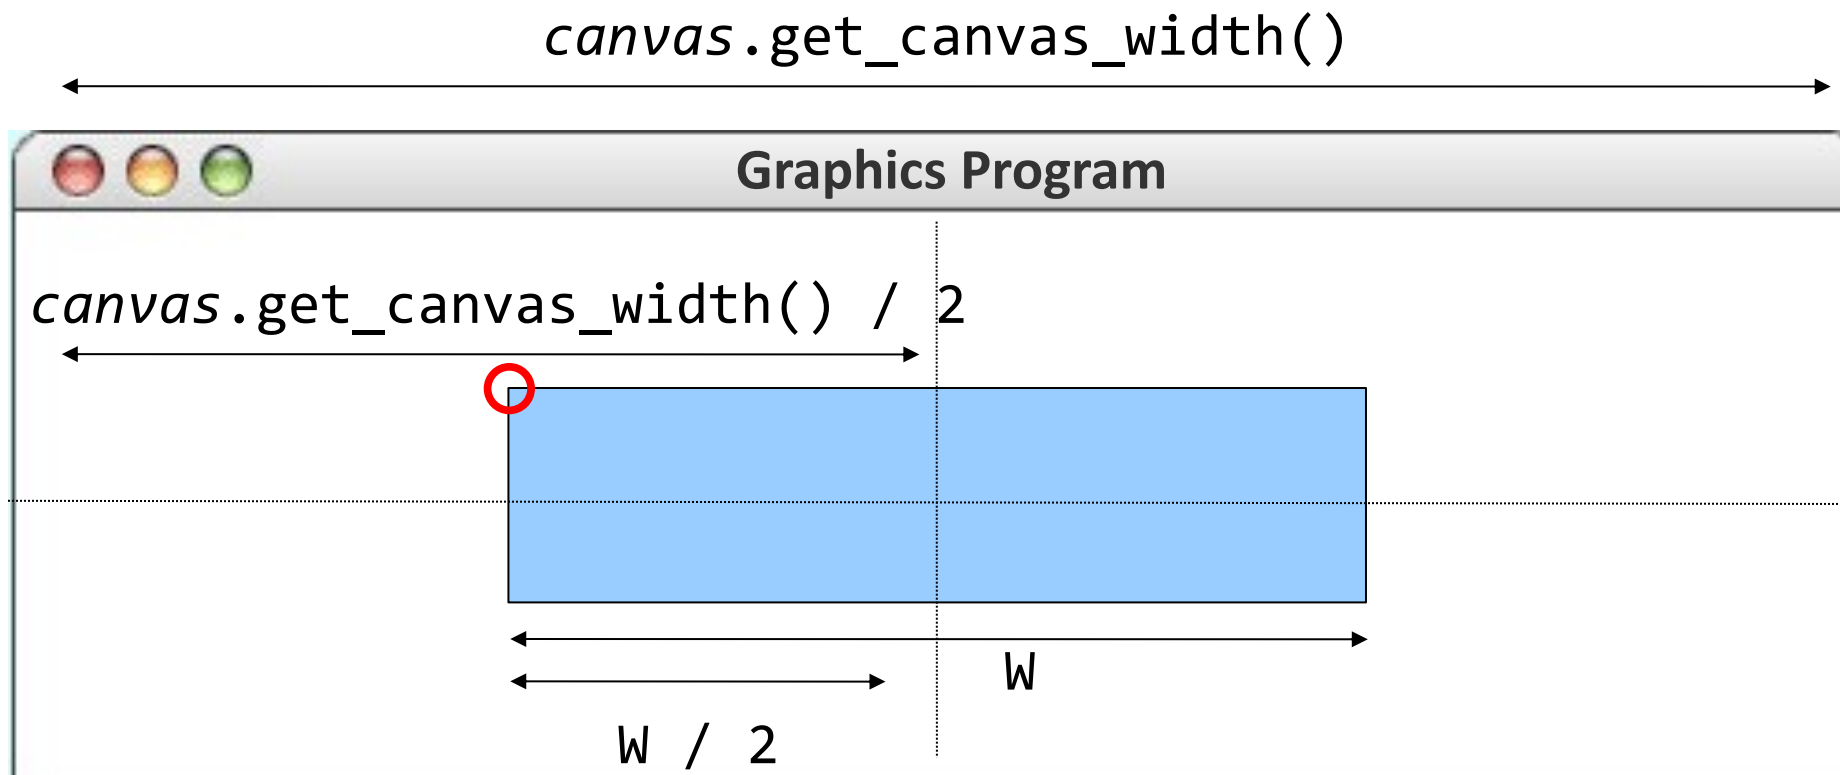 canvas.get_canvas_width()
Graphics Program
canvas.get_canvas_width() / 2
W
W / 2